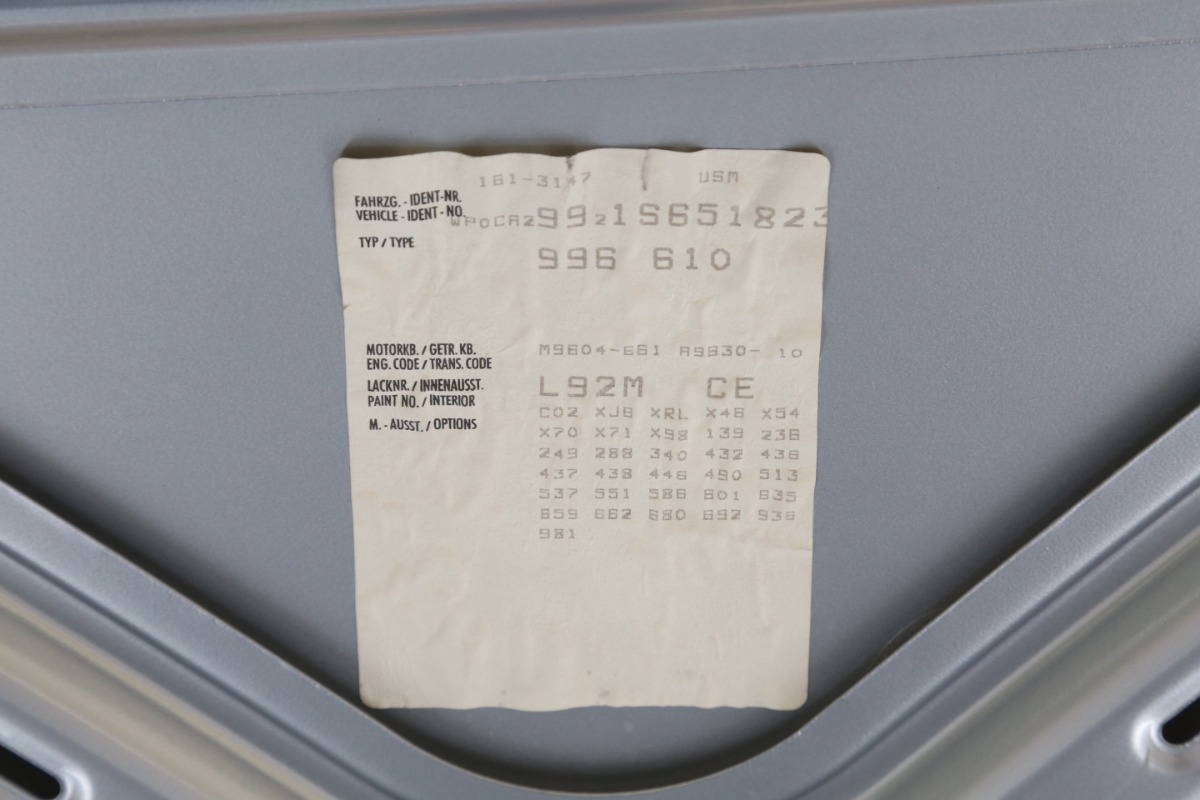 161-3147 USM
FAHRZG. - IDENT-NR.
VEHICLE - IDENT - NO. WP0CA29921S651823
TYP / TYPE 996 610
MOTORKB. / GETR. KB. M9604-661 A9630- 10
ENG. CODE / TRANS. CODE
LACKNR. / INNENAUSST. L92M CE
PAINT NO. / INTERIOR
M. - AUSST. / OPTIONS
C02 XJB XRL X46 X54
X70 X71 X98 139 236
249 288 340 432 436
437 438 446 490 513
537 551 586 601 635
659 662 680 692 936
981